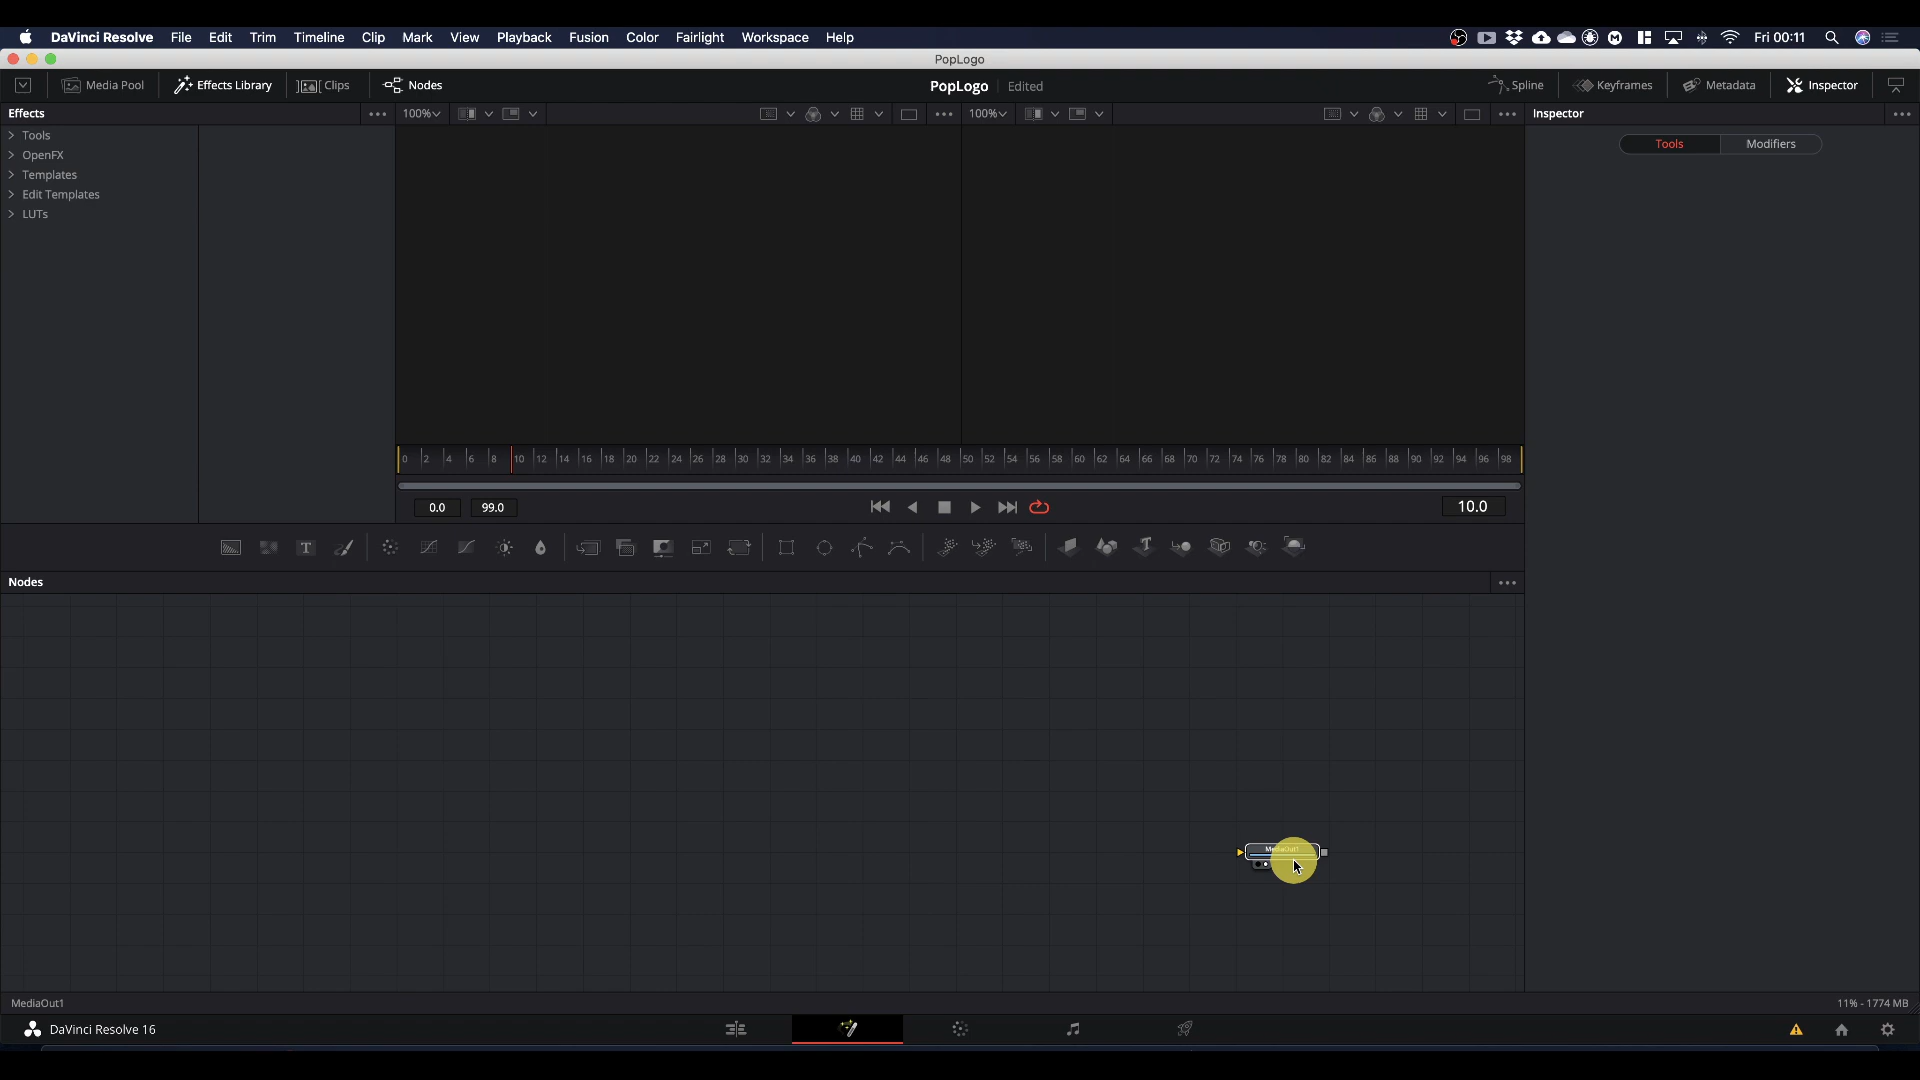 DaVinci Resolve File Edit Trim Timeline Clip Mark View Playback Fusion Color Fairlight Workspace Help Fri 00:11
PopLogo
Media Pool Effects Library Clips Nodes PopLogo Edited Spline Keyframes Metadata Inspector
Effects 100% 100% Inspector
Tools
OpenFX
Templates
Edit Templates
LUTs
Tools Modifiers
0 2 4 6 8 10 12 14 16 18 20 22 24 26 28 30 32 34 36 38 40 42 44 46 48 50 52 54 56 58 60 62 64 66 68 70 72 74 76 78 80 82 84 86 88 90 92 94 96 98
0.0 99.0 10.0
Nodes
MediaOut1
MediaOut1 11% - 1774 MB
DaVinci Resolve 16